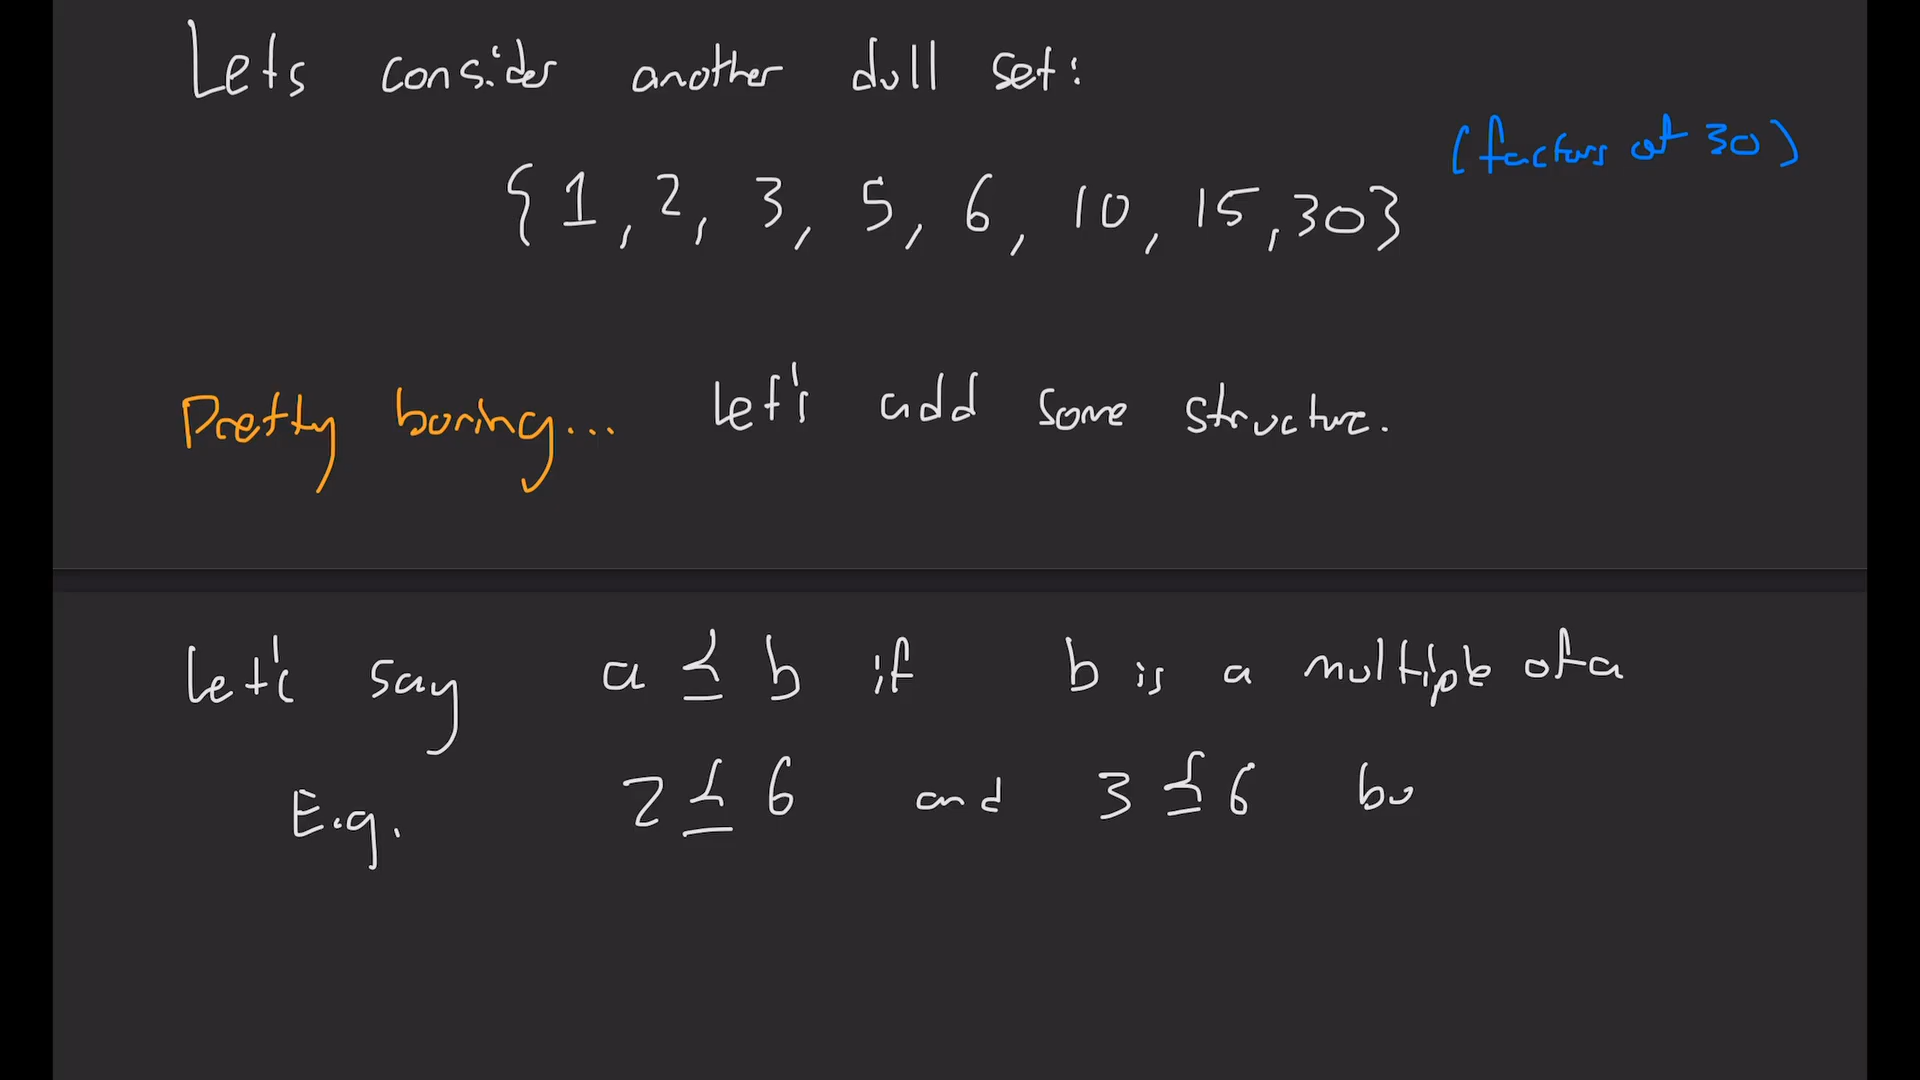 Lets consider another dull set:
(factors of 30)
{1, 2, 3, 5, 6, 10, 15, 30}
Pretty boring... Let's add some structure.
Let's say a ⪯ b if b is a multiple of a
E.g. 2 ⪯ 6 and 3 ⪯ 6 bu